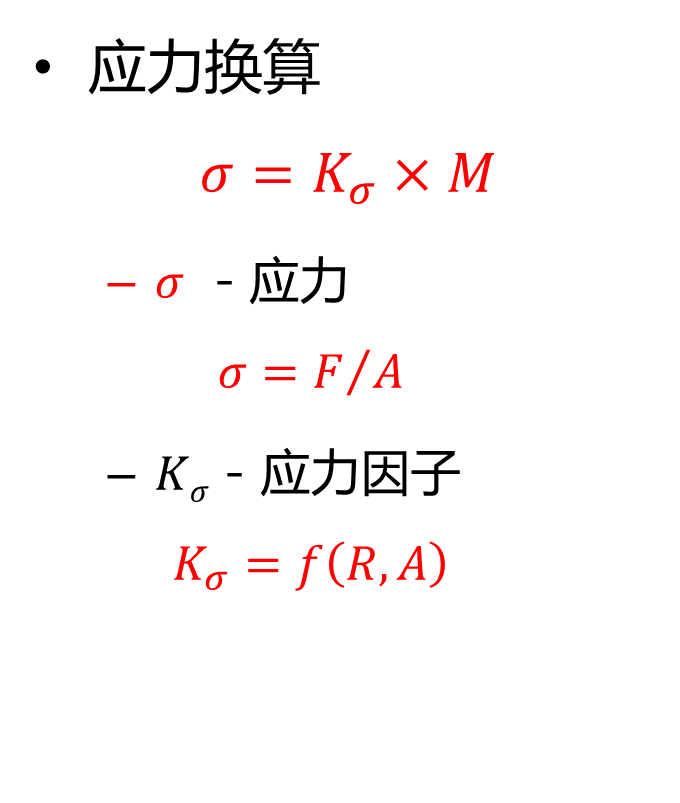 • 应力换算
σ = K_σ × M
– σ - 应力
σ = F/A
– K_σ - 应力因子
K_σ = f(R, A)